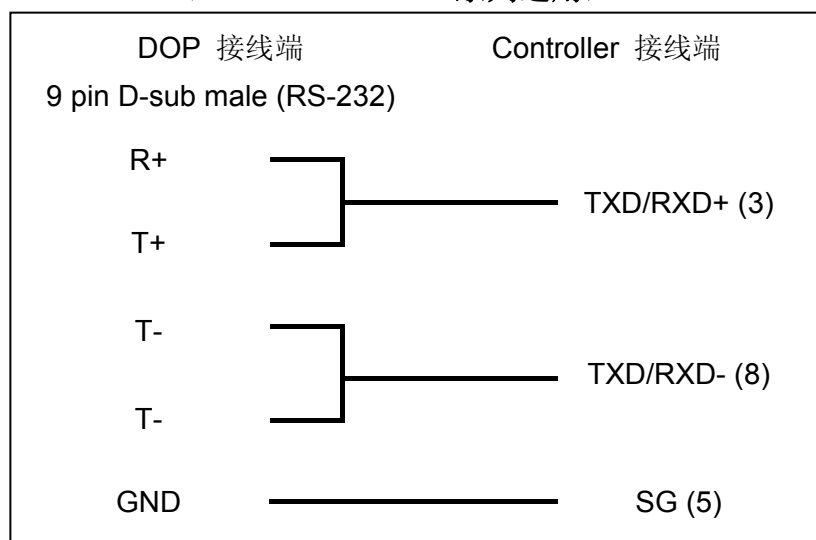 DOP 接线端 Controller 接线端
9 pin D-sub male (RS-232)
R+
TXD/RXD+ (3)
T+
T-
TXD/RXD- (8)
T-
GND SG (5)